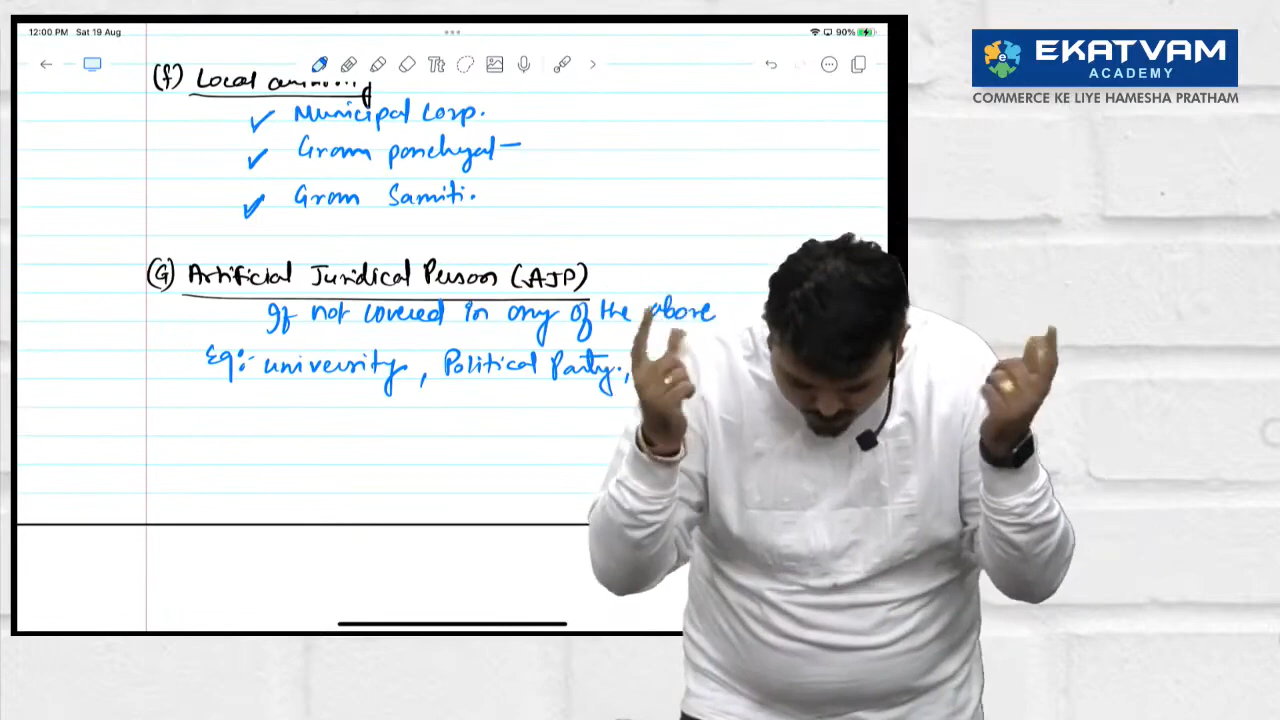 12:00 PM Sat 19 Aug
90%
EKATVAM
ACADEMY
COMMERCE KE LIYE HAMESHA PRATHAM
(f) Local
✓ Municipal Corp.
✓ Gram panchyat —
✓ Gram Samiti.
(G) Artificial Juridical Person (AJP)
If not covered in any of the above
Eg:- university, Political Party,